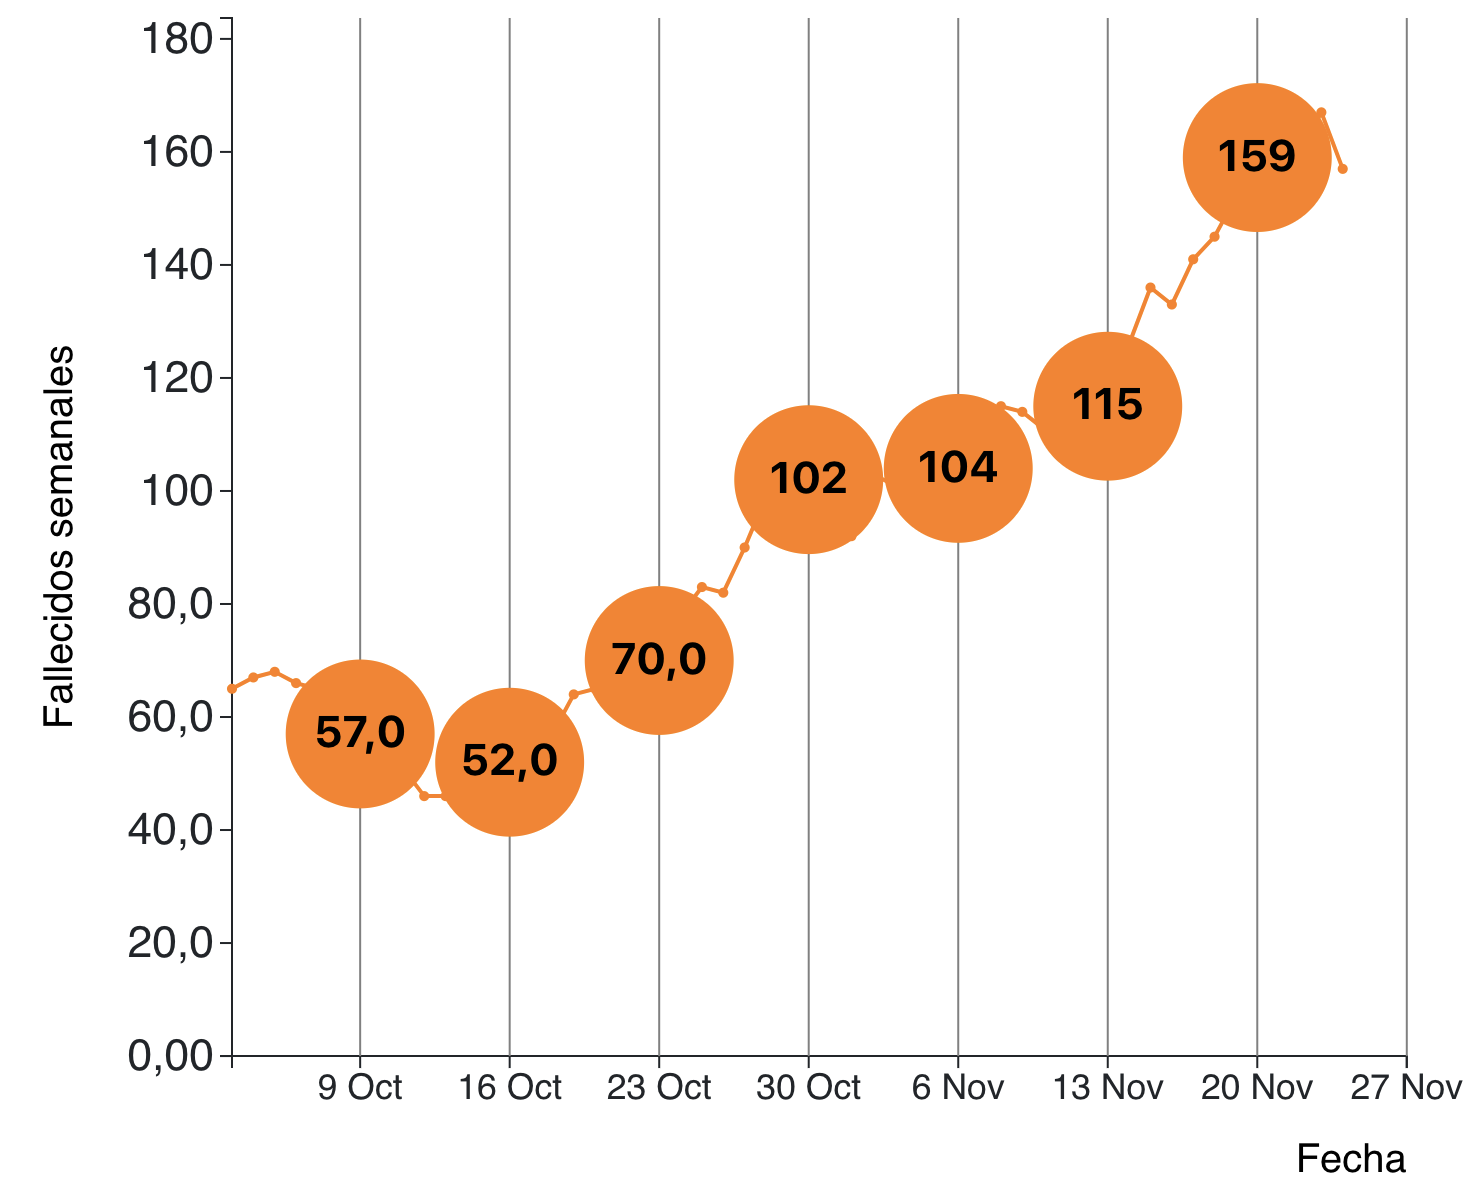 180
160
140
120
100
80,0
60,0
40,0
20,0
0,00
Fallecidos semanales
57,0
52,0
70,0
102
104
115
159
9 Oct
16 Oct
23 Oct
30 Oct
6 Nov
13 Nov
20 Nov
27 Nov
Fecha